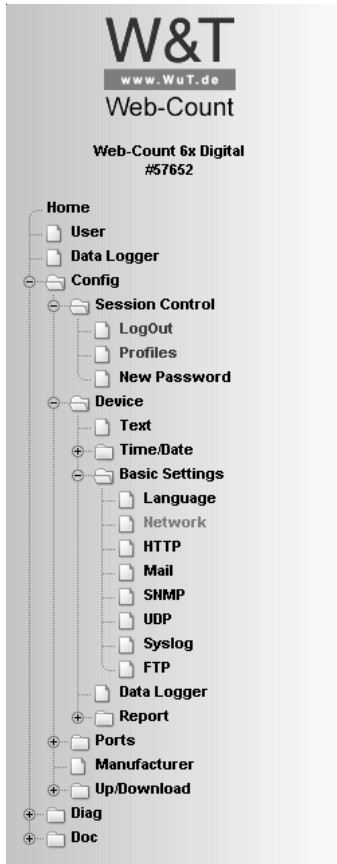 W&T
www.WuT.de
Web-Count
Web-Count 6x Digital
#57652
Home
User
Data Logger
Config
Session Control
LogOut
Profiles
New Password
Device
Text
Time/Date
Basic Settings
Language
Network
HTTP
Mail
SNMP
UDP
Syslog
FTP
Data Logger
Report
Ports
Manufacturer
Up/Download
Diag
Doc